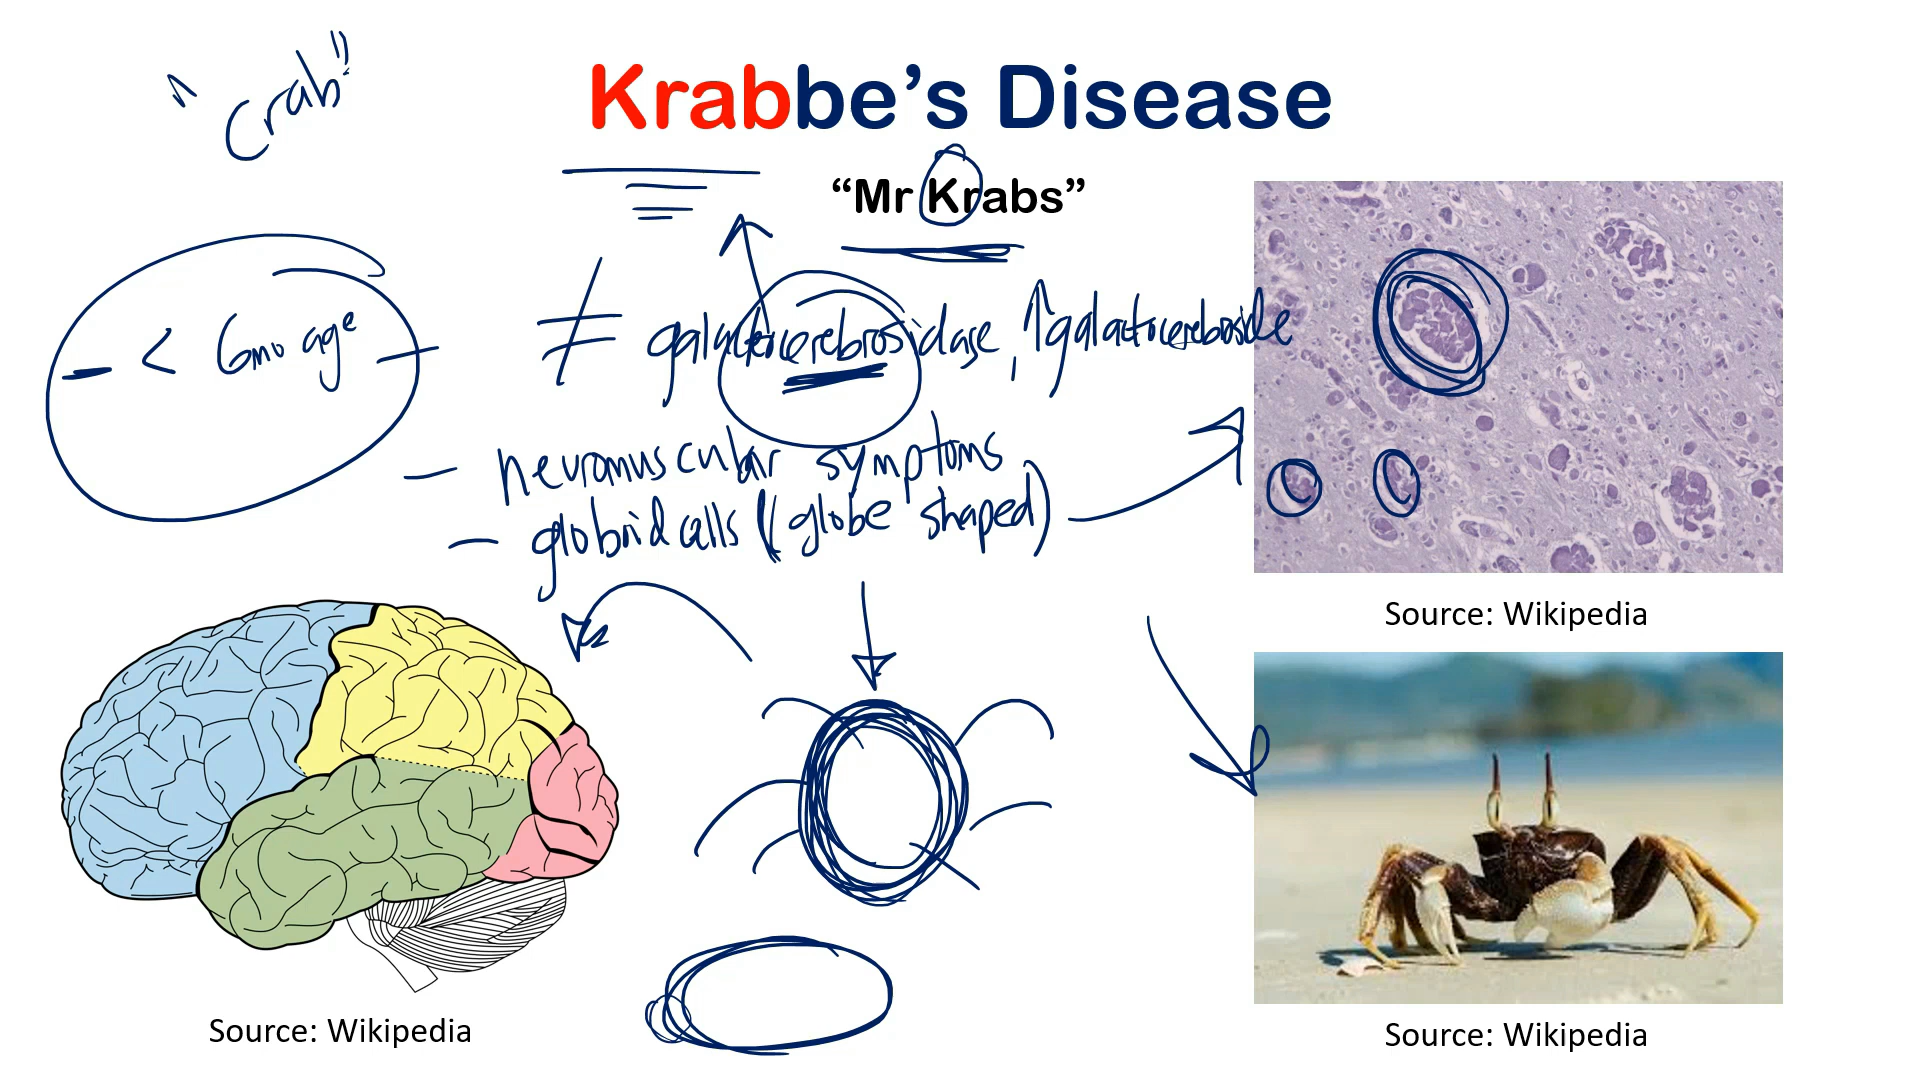 "Crab"
Krabbe’s Disease
“Mr Krabs”
- < 6mo age -
≠ galactocerebrosidase, ↑galactocerebroside
- neuromuscular symptoms
- globoid cells (globe shaped)
Source: Wikipedia
Source: Wikipedia
Source: Wikipedia